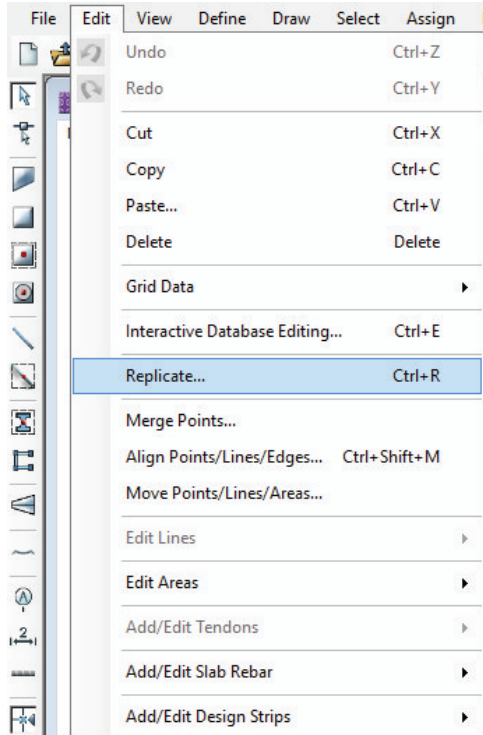 File Edit View Define Draw Select Assign
Undo Ctrl+Z
Redo Ctrl+Y
Cut Ctrl+X
Copy Ctrl+C
Paste... Ctrl+V
Delete Delete
Grid Data
Interactive Database Editing... Ctrl+E
Replicate... Ctrl+R
Merge Points...
Align Points/Lines/Edges... Ctrl+Shift+M
Move Points/Lines/Areas...
Edit Lines
Edit Areas
Add/Edit Tendons
Add/Edit Slab Rebar
Add/Edit Design Strips
A
2